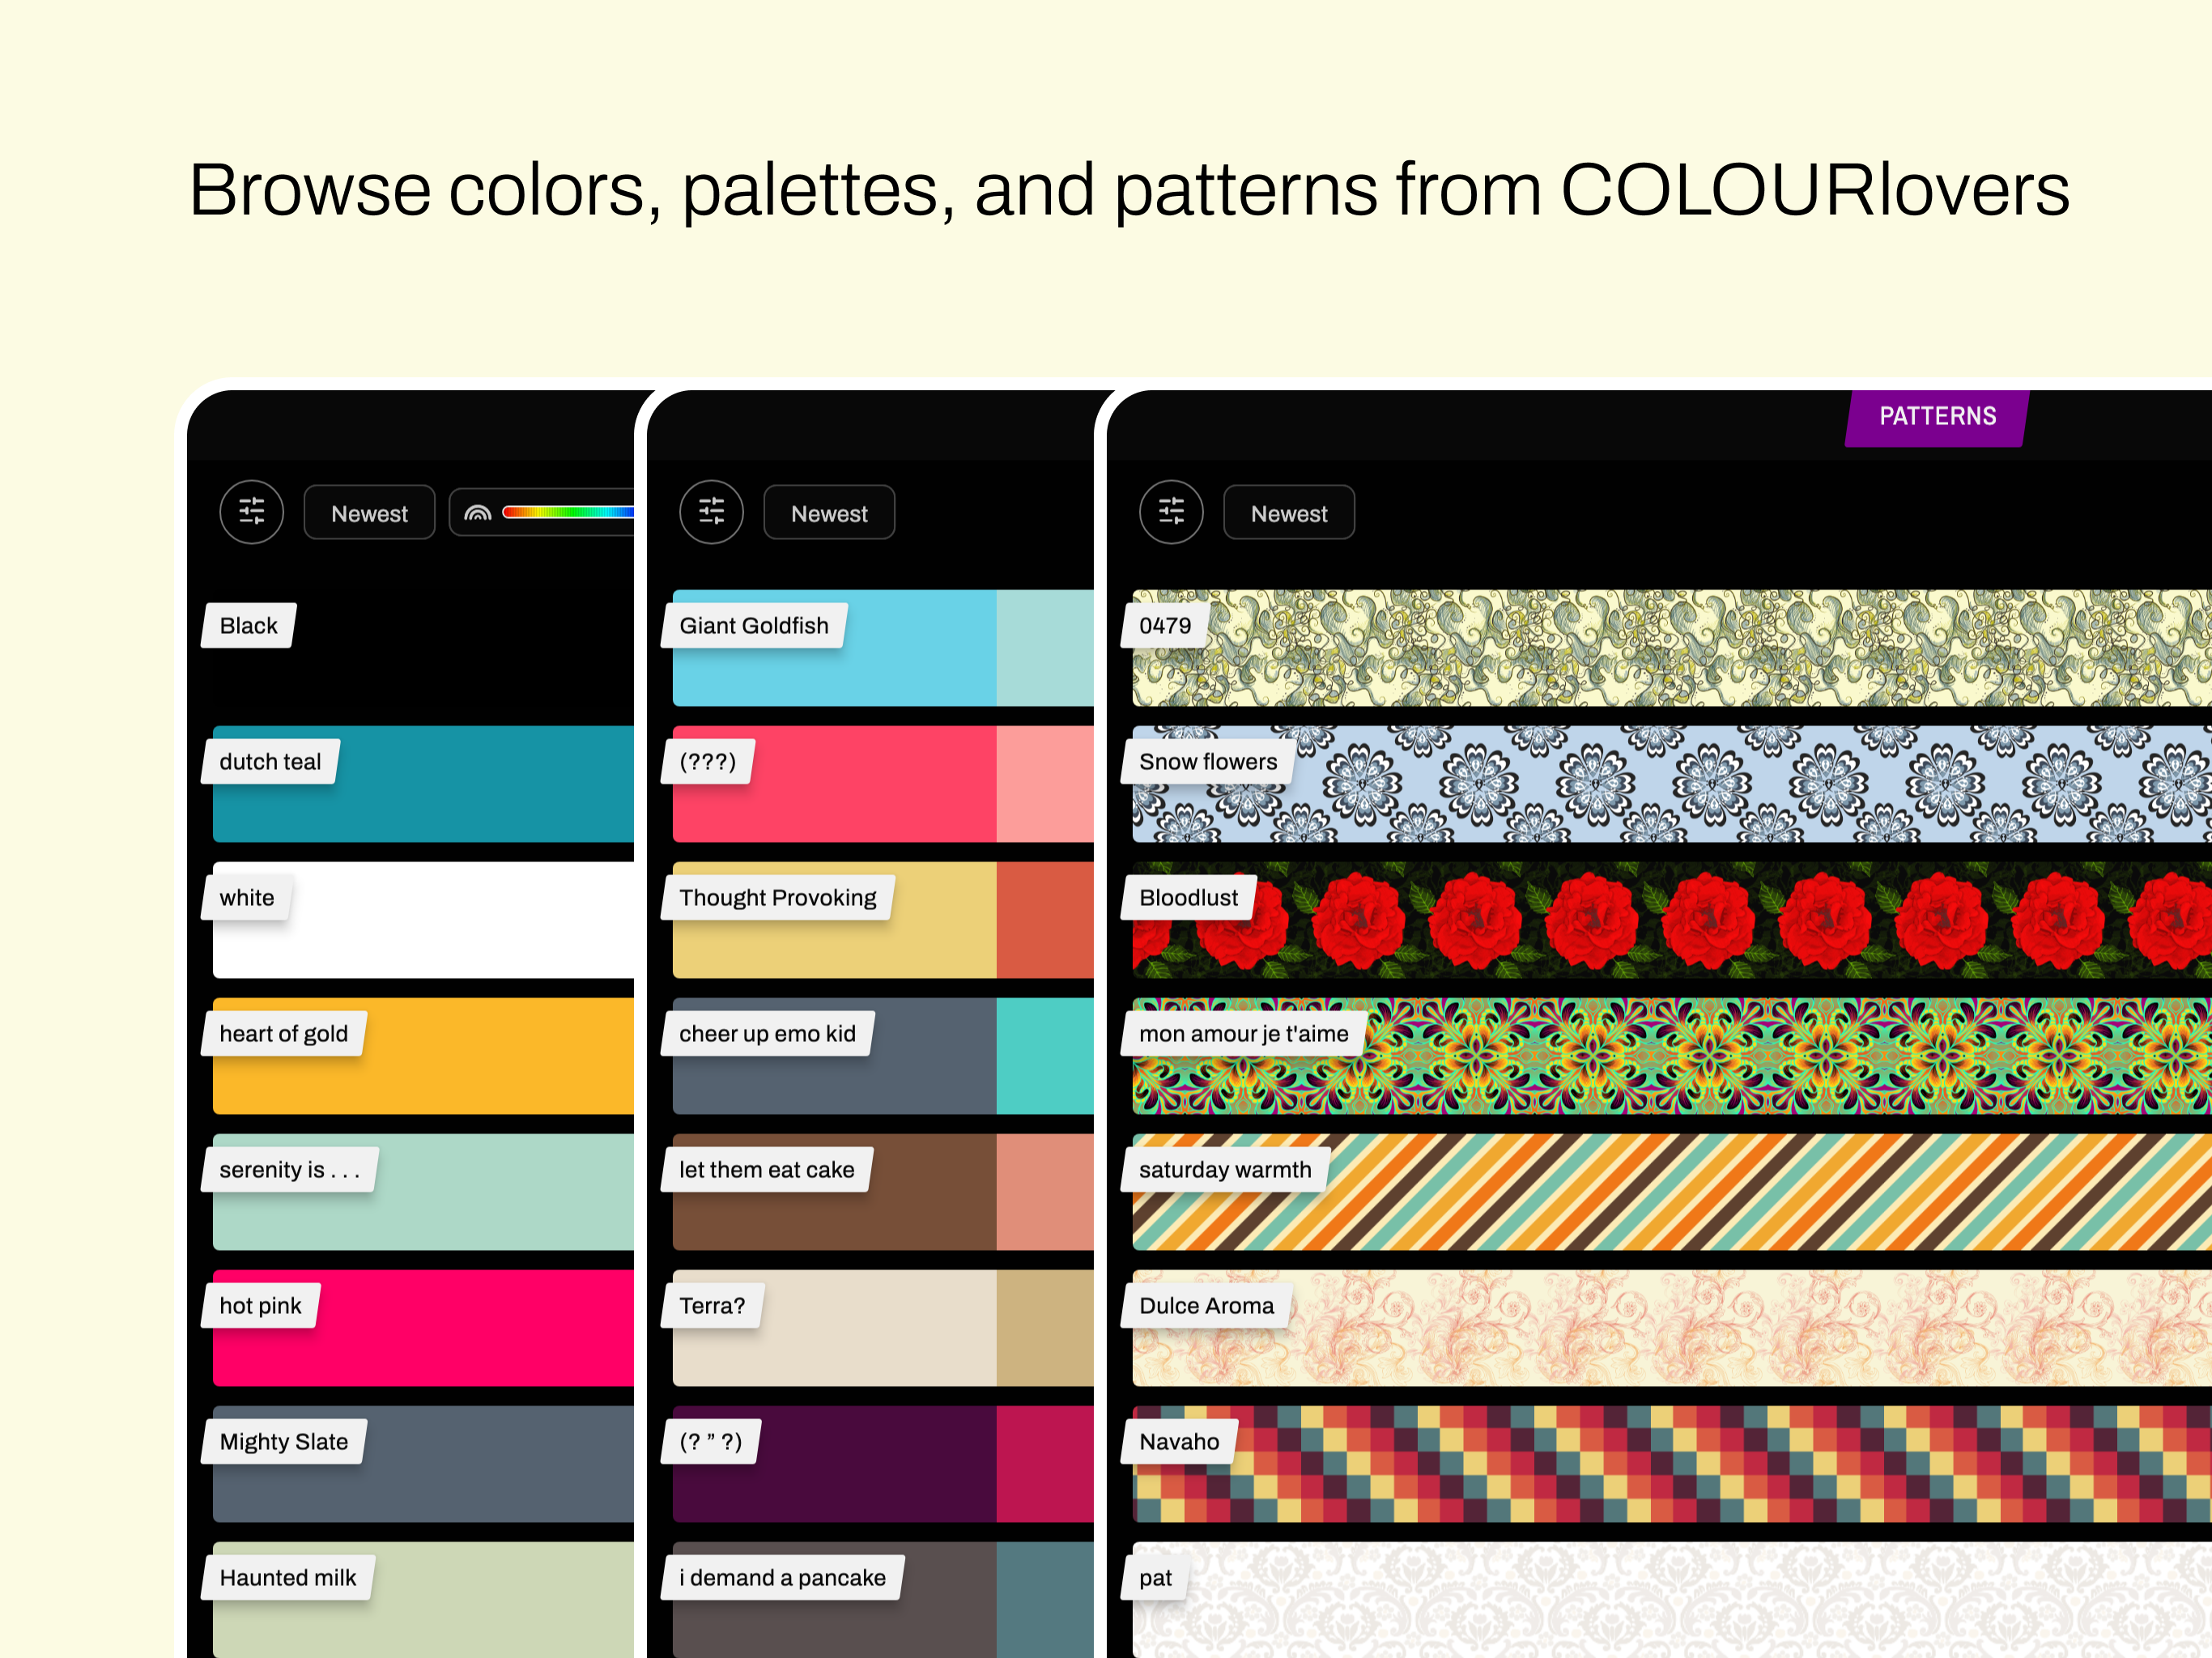 Browse colors, palettes, and patterns from COLOURlovers
PATTERNS
Newest
Newest
Newest
Black
dutch teal
white
heart of gold
serenity is . . .
hot pink
Mighty Slate
Haunted milk
Giant Goldfish
(???)
Thought Provoking
cheer up emo kid
let them eat cake
Terra?
(? ” ?)
i demand a pancake
0479
Snow flowers
Bloodlust
mon amour je t'aime
saturday warmth
Dulce Aroma
Navaho
pat